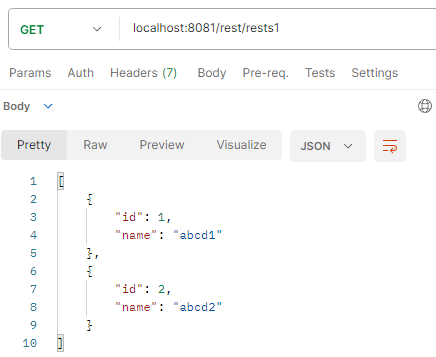 GET localhost:8081/rest/rests1
Params Auth Headers (7) Body Pre-req. Tests Settings
Body
Pretty Raw Preview Visualize JSON
1 [
2 {
3 "id": 1,
4 "name": "abcd1"
5 },
6 {
7 "id": 2,
8 "name": "abcd2"
9 }
10 ]